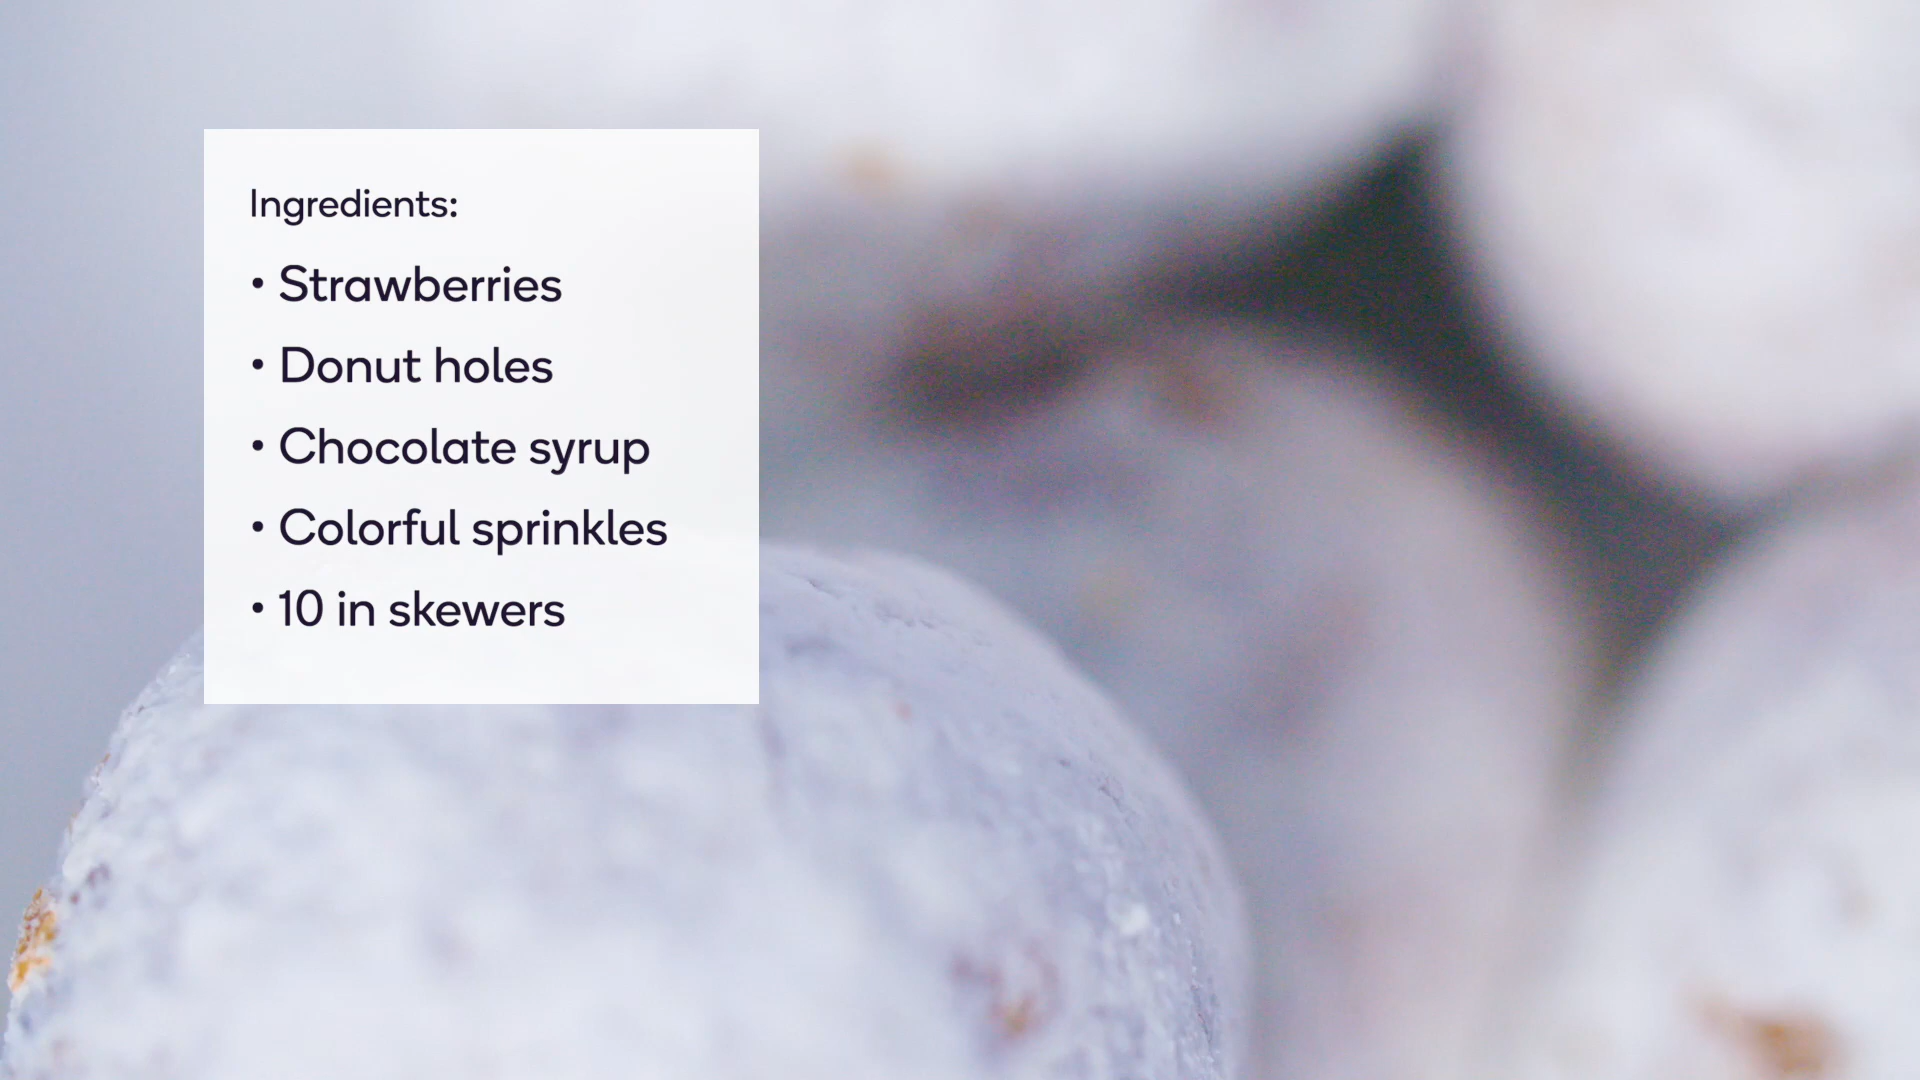 Ingredients:
• Strawberries
• Donut holes
• Chocolate syrup
• Colorful sprinkles
• 10 in skewers